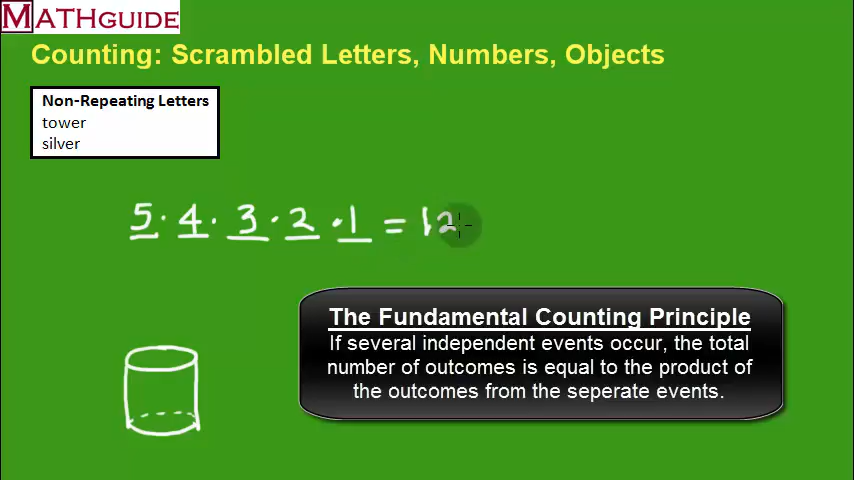 MATHGUIDE
Counting: Scrambled Letters, Numbers, Objects
Non-Repeating Letters
tower
silver
5 · 4 · 3 · 2 · 1 = 12
The Fundamental Counting Principle
If several independent events occur, the total
number of outcomes is equal to the product of
the outcomes from the seperate events.